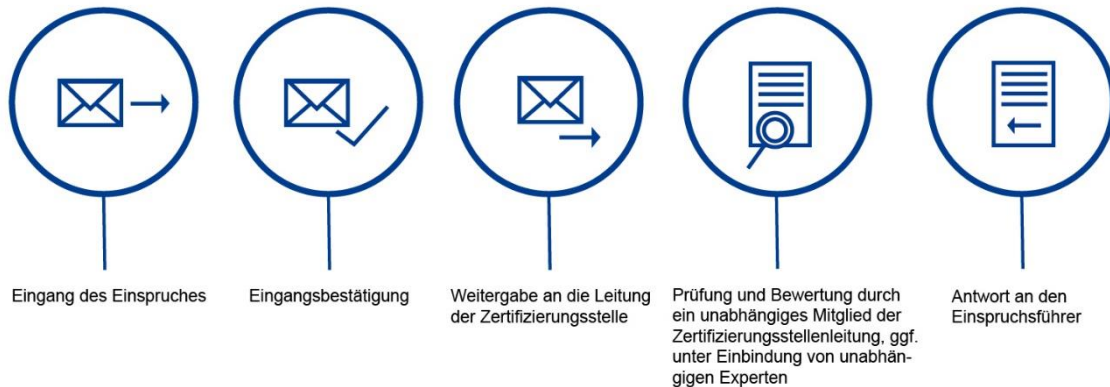 Eingang des Einspruches
Eingangsbestätigung
Weitergabe an die Leitung
der Zertifizierungsstelle
Prüfung und Bewertung durch
ein unabhängiges Mitglied der
Zertifizierungsstellenleitung, ggf.
unter Einbindung von unabhän-
gigen Experten
Antwort an den
Einspruchsführer